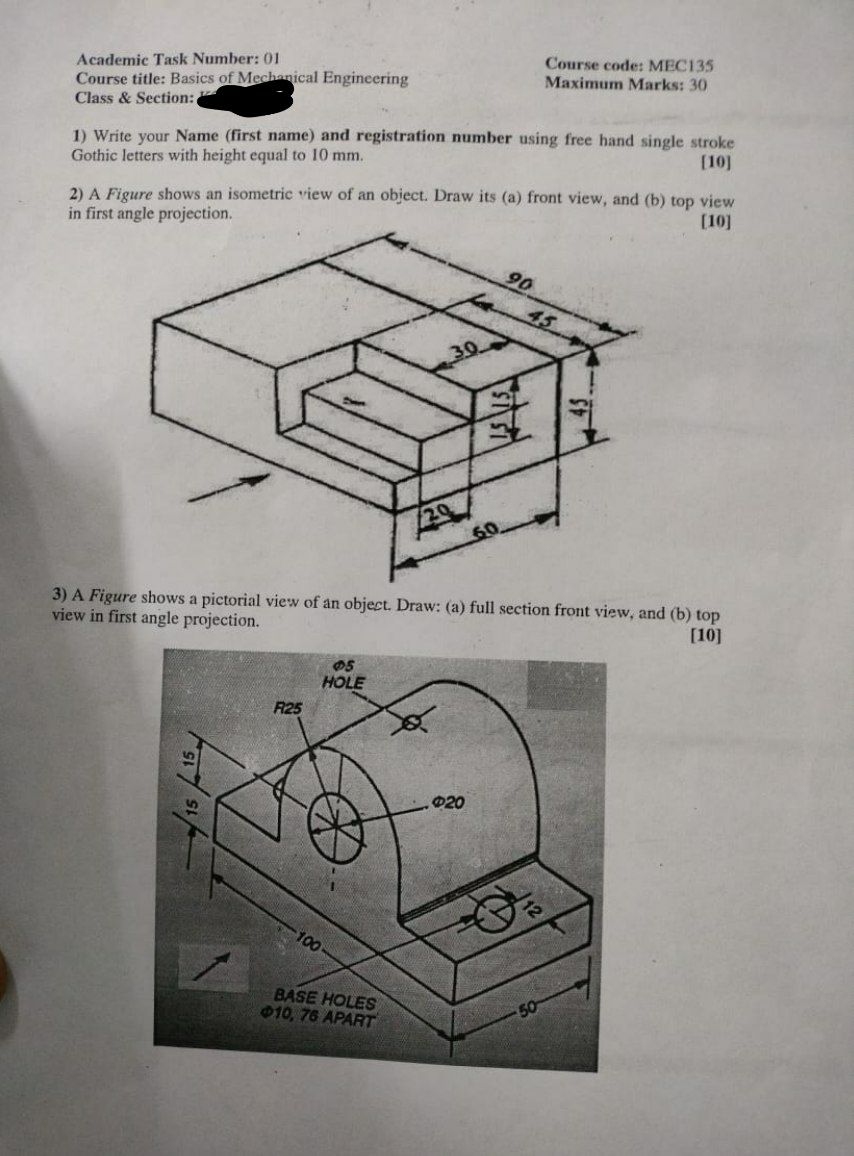 Academic Task Number: 01
Course code: MEC135
Course title: Basics of Mechanical Engineering
Maximum Marks: 30
Class & Section:
1) Write your Name (first name) and registration number using free hand single stroke
Gothic letters with height equal to 10 mm.
[10]
2) A Figure shows an isometric view of an object. Draw its (a) front view, and (b) top view
in first angle projection.
[10]
90
45
30
15
15
45
20
60
3) A Figure shows a pictorial view of an object. Draw: (a) full section front view, and (b) top
view in first angle projection.
[10]
Φ5
HOLE
R25
15
15
Φ20
12
100
BASE HOLES
Φ10, 76 APART
50